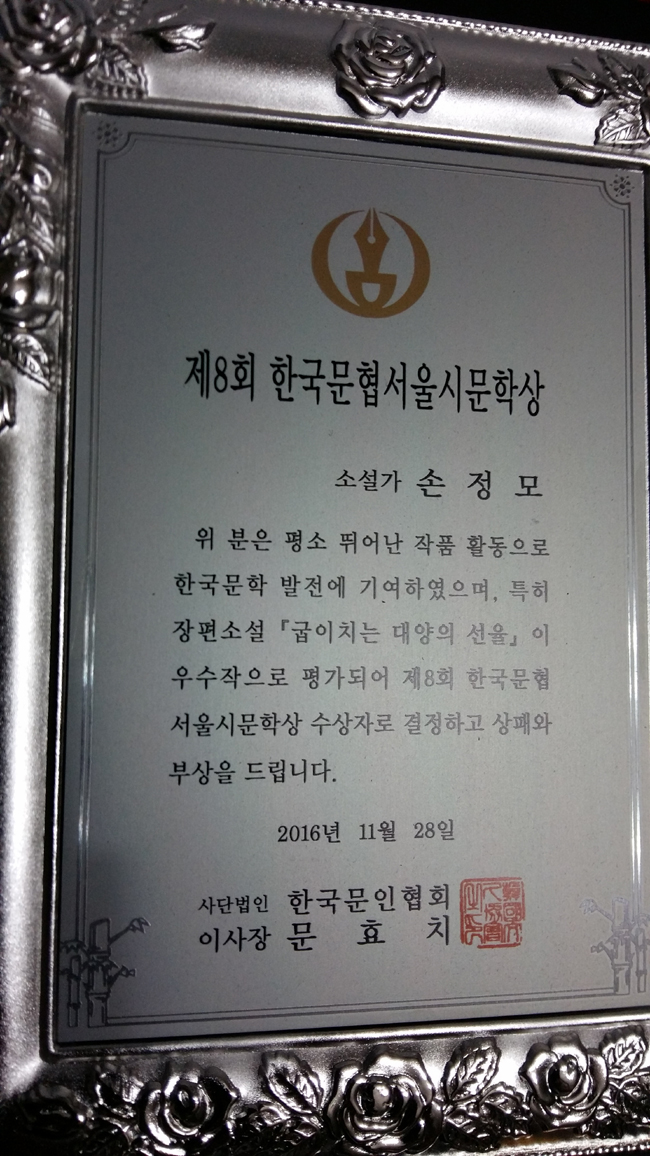 제8회 한국문협서울시문학상
소설가 손 정 모
위 분은 평소 뛰어난 작품 활동으로
한국문학 발전에 기여하였으며, 특히
장편소설 『굽이치는 대양의 선율』이
우수작으로 평가되어 제8회 한국문협
서울시문학상 수상자로 결정하고 상패와
부상을 드립니다.
2016년 11월 28일
사단법인 한국문인협회
이사장 문 효 치